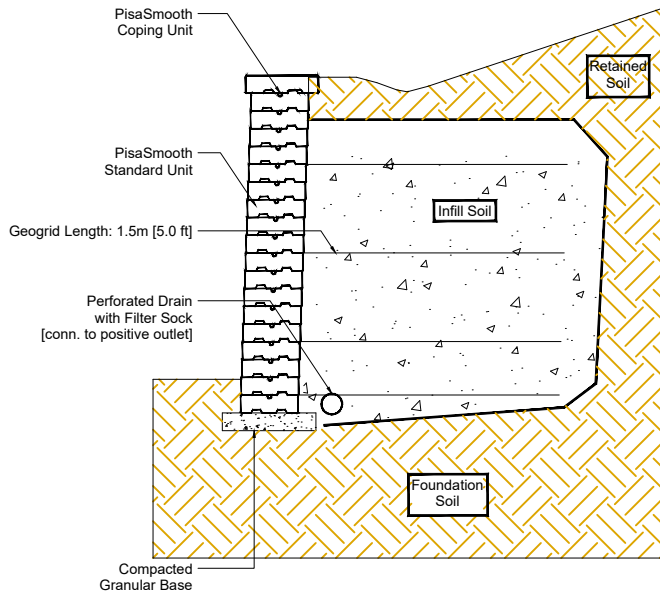 PisaSmooth
Coping Unit
Retained
Soil
PisaSmooth
Standard Unit
Infill Soil
Geogrid Length: 1.5m [5.0 ft]
Perforated Drain
with Filter Sock
[conn. to positive outlet]
Foundation
Soil
Compacted
Granular Base